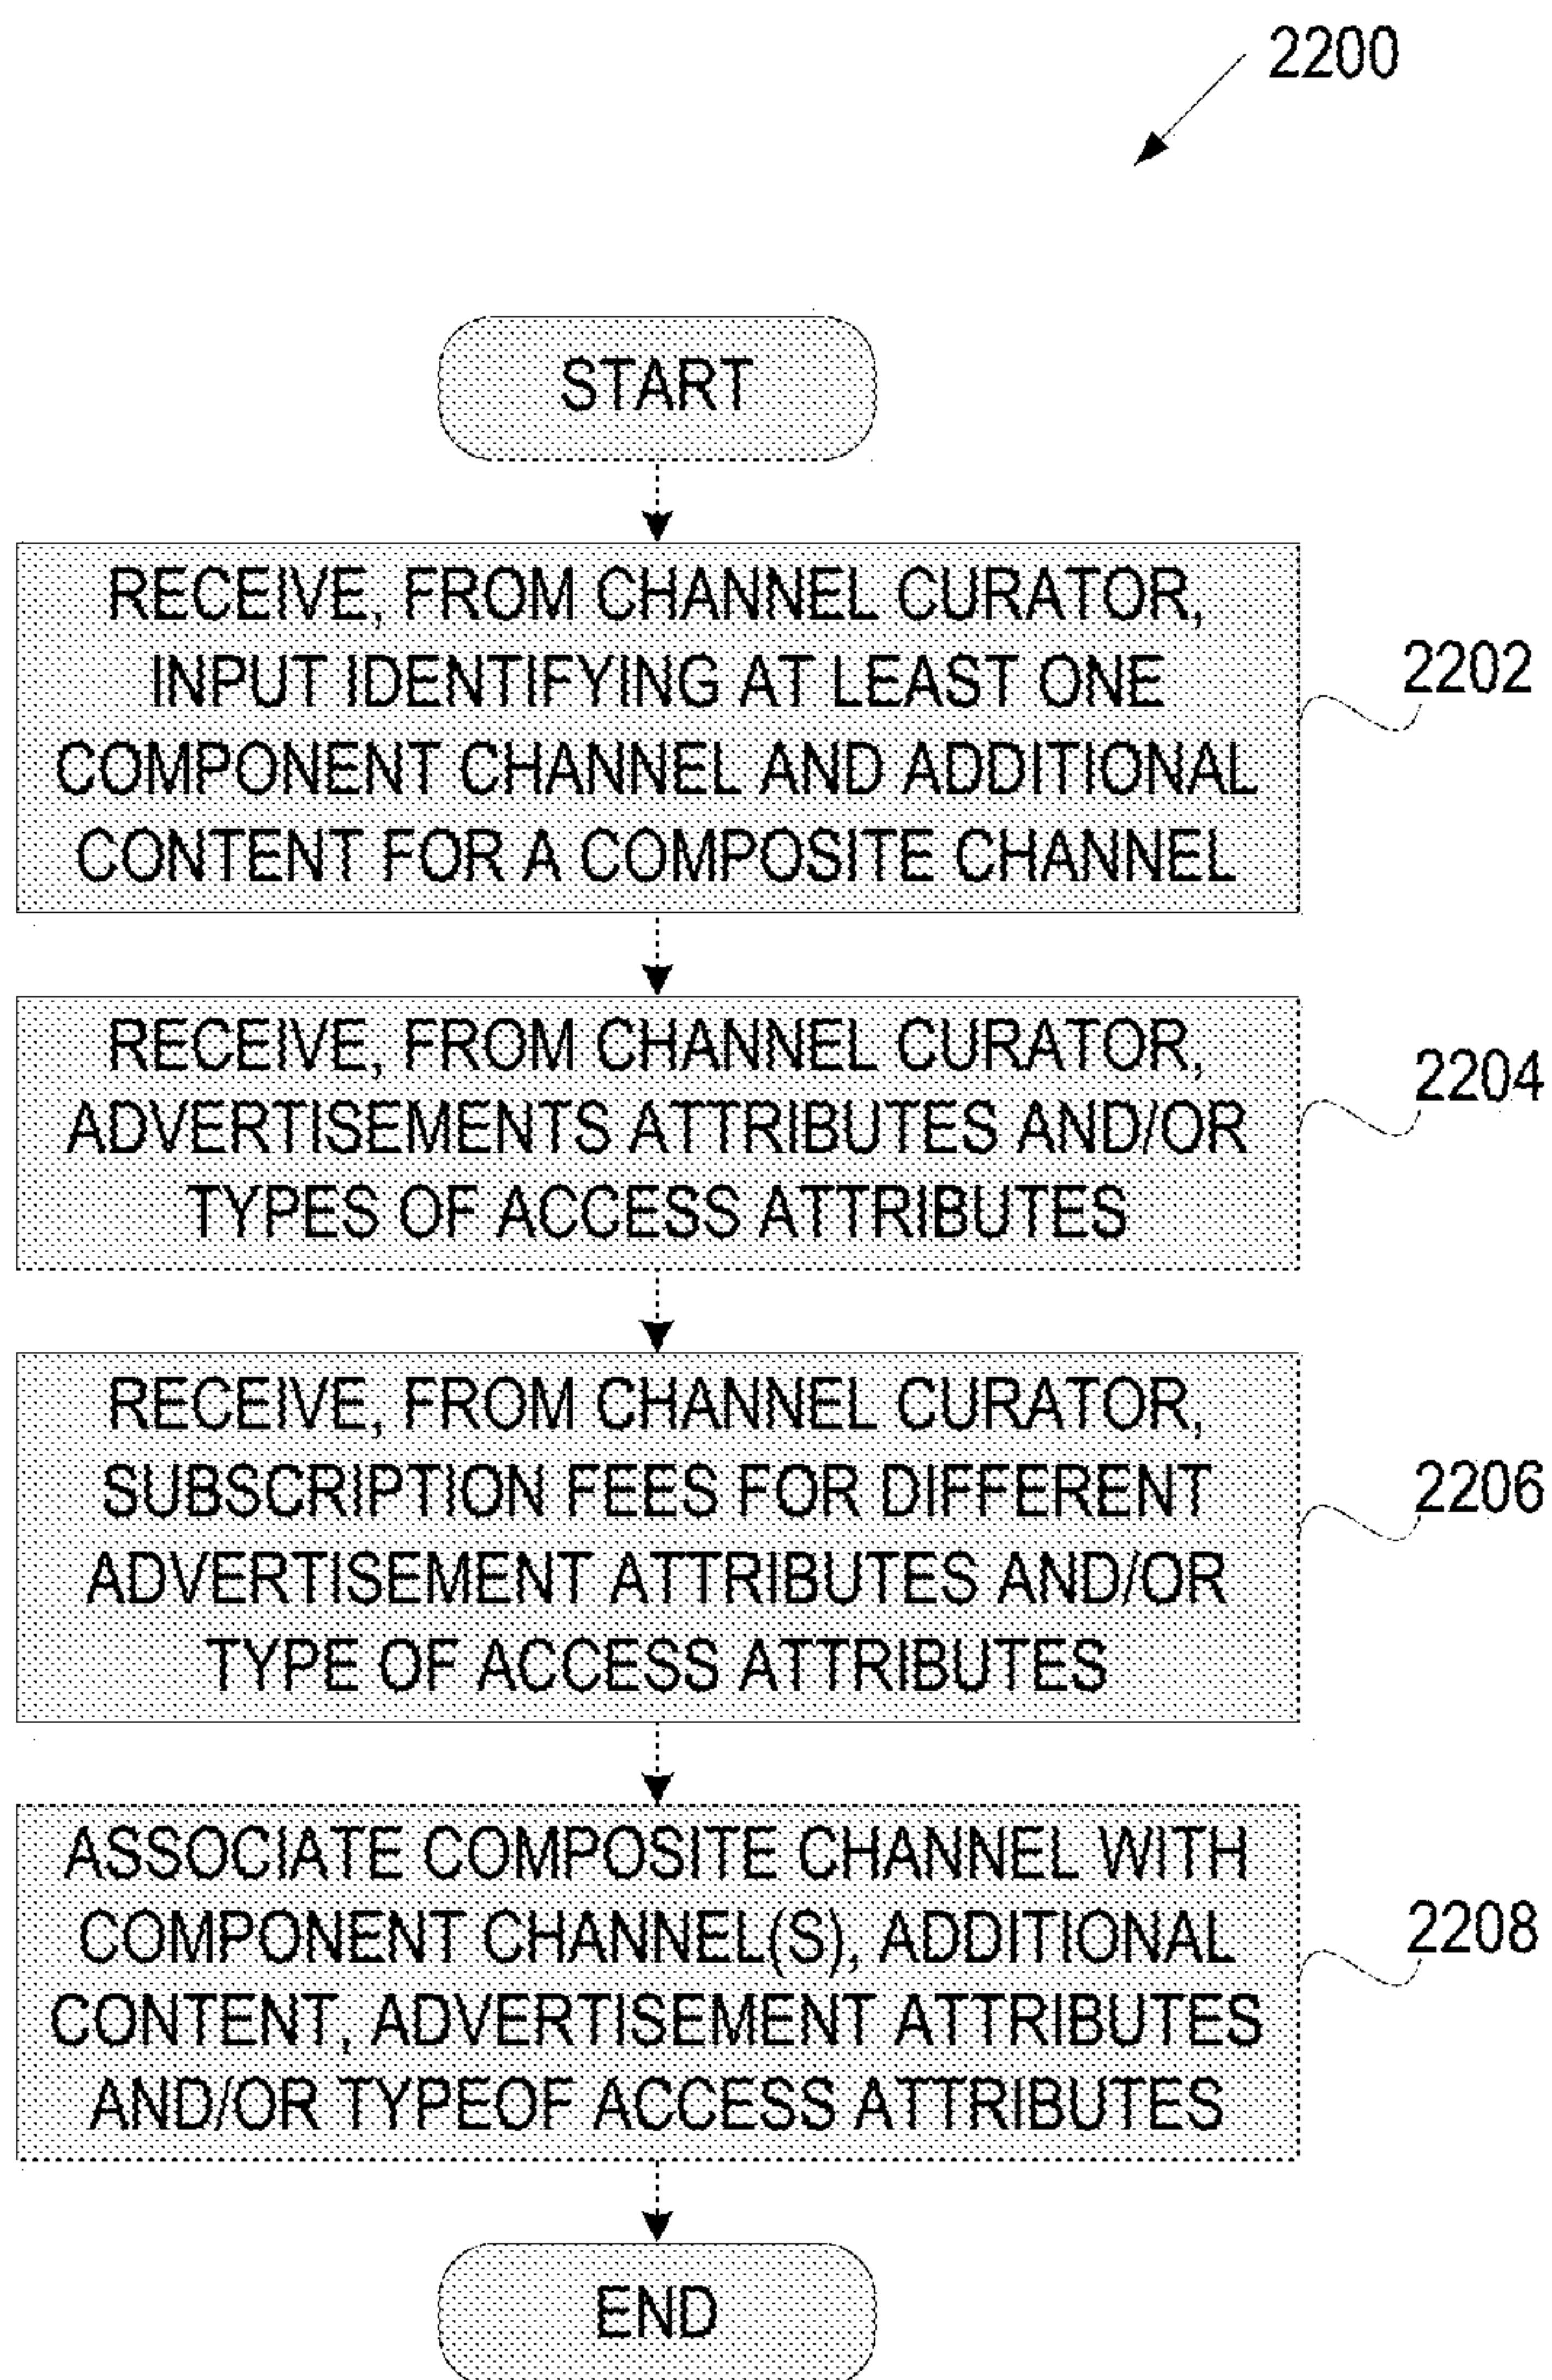 2200
START
RECEIVE, FROM CHANNEL CURATOR,
INPUT IDENTIFYING AT LEAST ONE
COMPONENT CHANNEL AND ADDITIONAL
CONTENT FOR A COMPOSITE CHANNEL
2202
RECEIVE, FROM CHANNEL CURATOR,
ADVERTISEMENTS ATTRIBUTES AND/OR
TYPES OF ACCESS ATTRIBUTES
2204
RECEIVE, FROM CHANNEL CURATOR,
SUBSCRIPTION FEES FOR DIFFERENT
ADVERTISEMENT ATTRIBUTES AND/OR
TYPE OF ACCESS ATTRIBUTES
2206
ASSOCIATE COMPOSITE CHANNEL WITH
COMPONENT CHANNEL(S), ADDITIONAL
CONTENT, ADVERTISEMENT ATTRIBUTES
AND/OR TYPEOF ACCESS ATTRIBUTES
2208
END